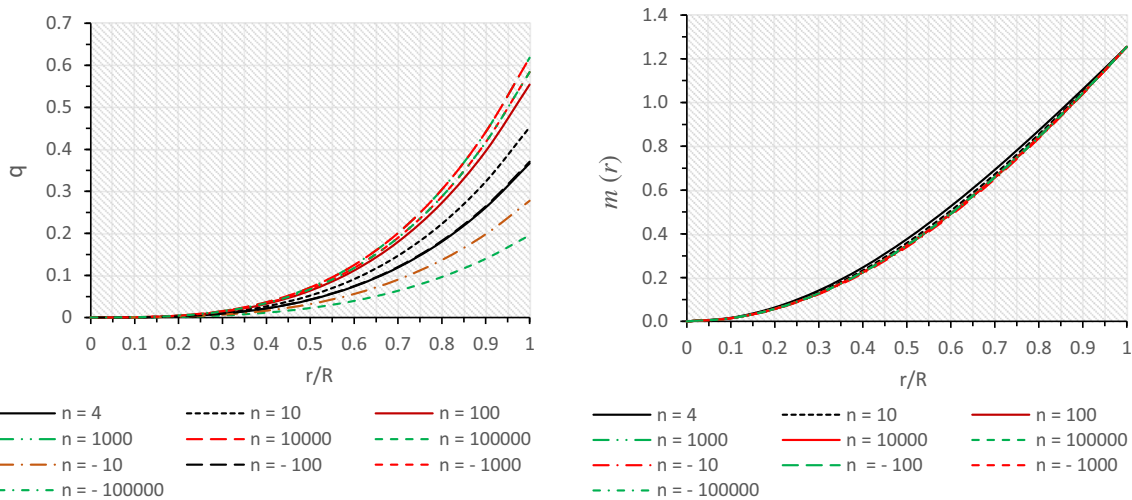 0.7
0.6
0.5
0.4
0.3
0.2
0.1
0
q
0 0.1 0.2 0.3 0.4 0.5 0.6 0.7 0.8 0.9 1
r/R
n = 4 n = 10 n = 100
n = 1000 n = 10000 n = 100000
n = - 10 n = - 100 n = - 1000
n = - 100000
1.4
1.2
1.0
0.8
0.6
0.4
0.2
0.0
m (r)
0 0.1 0.2 0.3 0.4 0.5 0.6 0.7 0.8 0.9 1
r/R
n = 4 n = 10 n = 100
n = 1000 n = 10000 n = 100000
n = - 10 n = - 100 n = - 1000
n = - 100000